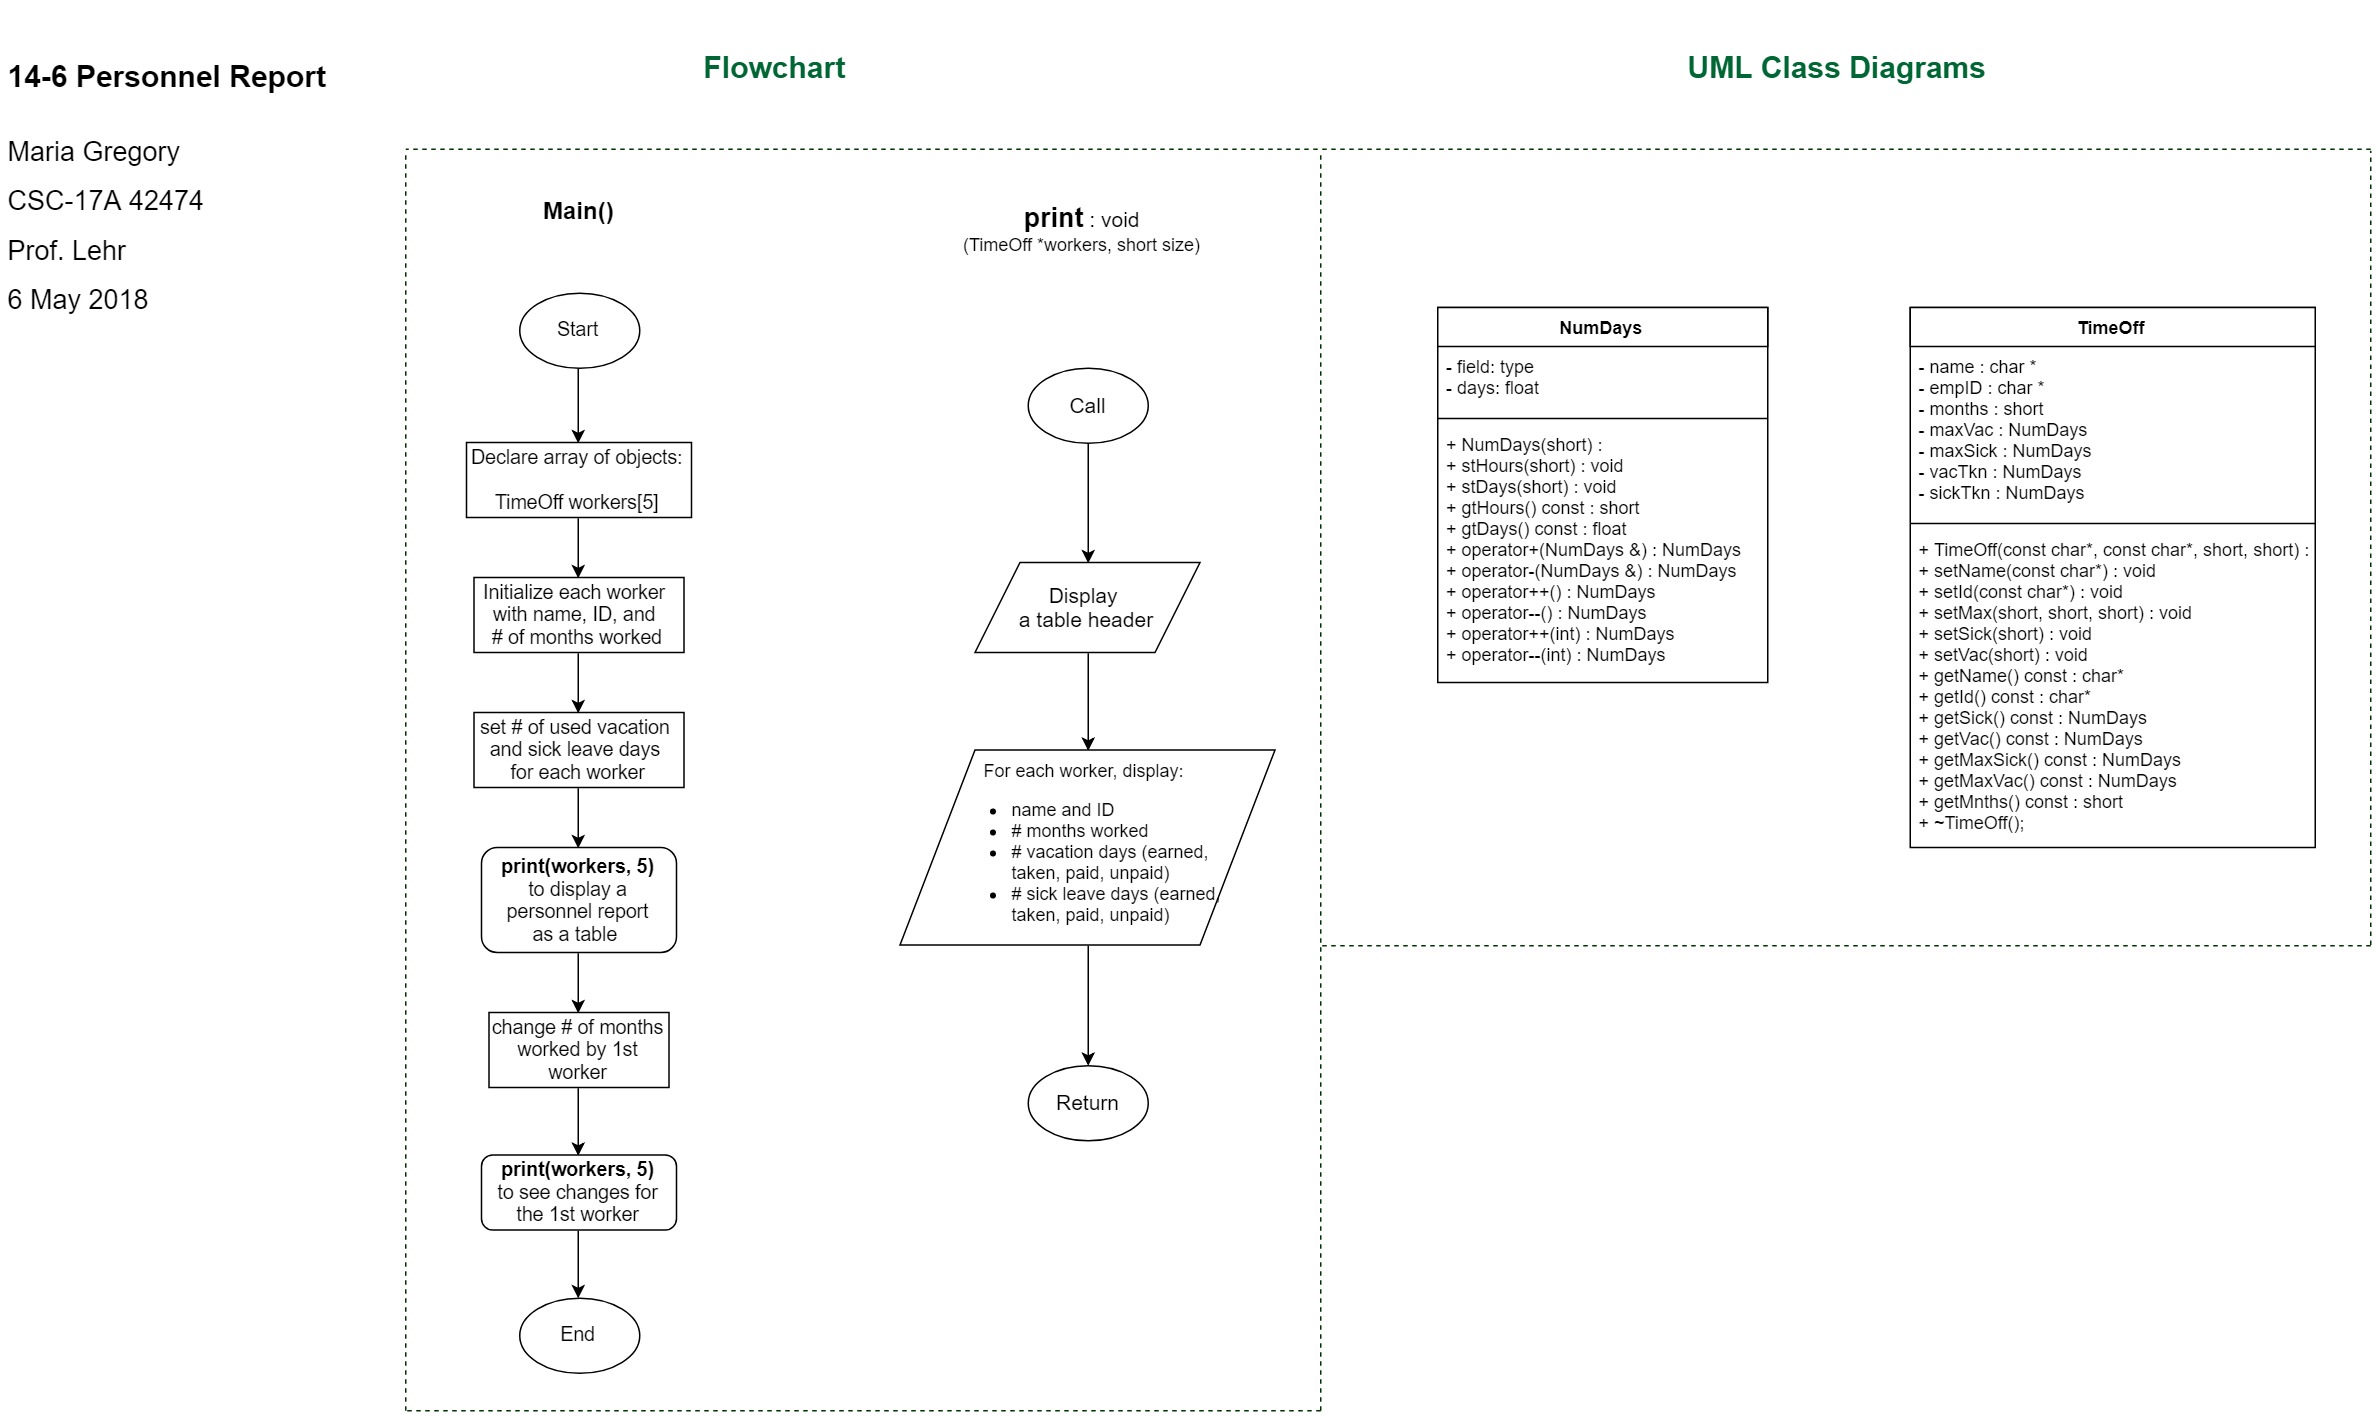 14-6 Personnel Report
Maria Gregory
CSC-17A 42474
Prof. Lehr
6 May 2018
Flowchart
Main()
Start
Declare array of objects:
TimeOff workers[5]
Initialize each worker
with name, ID, and
# of months worked
set # of used vacation
and sick leave days
for each worker
print(workers, 5)
to display a
personnel report
as a table
change # of months
worked by 1st
worker
print(workers, 5)
to see changes for
the 1st worker
End
print : void
(TimeOff *workers, short size)
Call
Display
a table header
For each worker, display:
• name and ID
• # months worked
• # vacation days (earned,
taken, paid, unpaid)
• # sick leave days (earned,
taken, paid, unpaid)
Return
UML Class Diagrams
NumDays
- field: type
- days: float
+ NumDays(short) :
+ stHours(short) : void
+ stDays(short) : void
+ gtHours() const : short
+ gtDays() const : float
+ operator+(NumDays &) : NumDays
+ operator-(NumDays &) : NumDays
+ operator++() : NumDays
+ operator--() : NumDays
+ operator++(int) : NumDays
+ operator--(int) : NumDays
TimeOff
- name : char *
- empID : char *
- months : short
- maxVac : NumDays
- maxSick : NumDays
- vacTkn : NumDays
- sickTkn : NumDays
+ TimeOff(const char*, const char*, short, short) :
+ setName(const char*) : void
+ setId(const char*) : void
+ setMax(short, short, short) : void
+ setSick(short) : void
+ setVac(short) : void
+ getName() const : char*
+ getId() const : char*
+ getSick() const : NumDays
+ getVac() const : NumDays
+ getMaxSick() const : NumDays
+ getMaxVac() const : NumDays
+ getMnths() const : short
+ ~TimeOff();